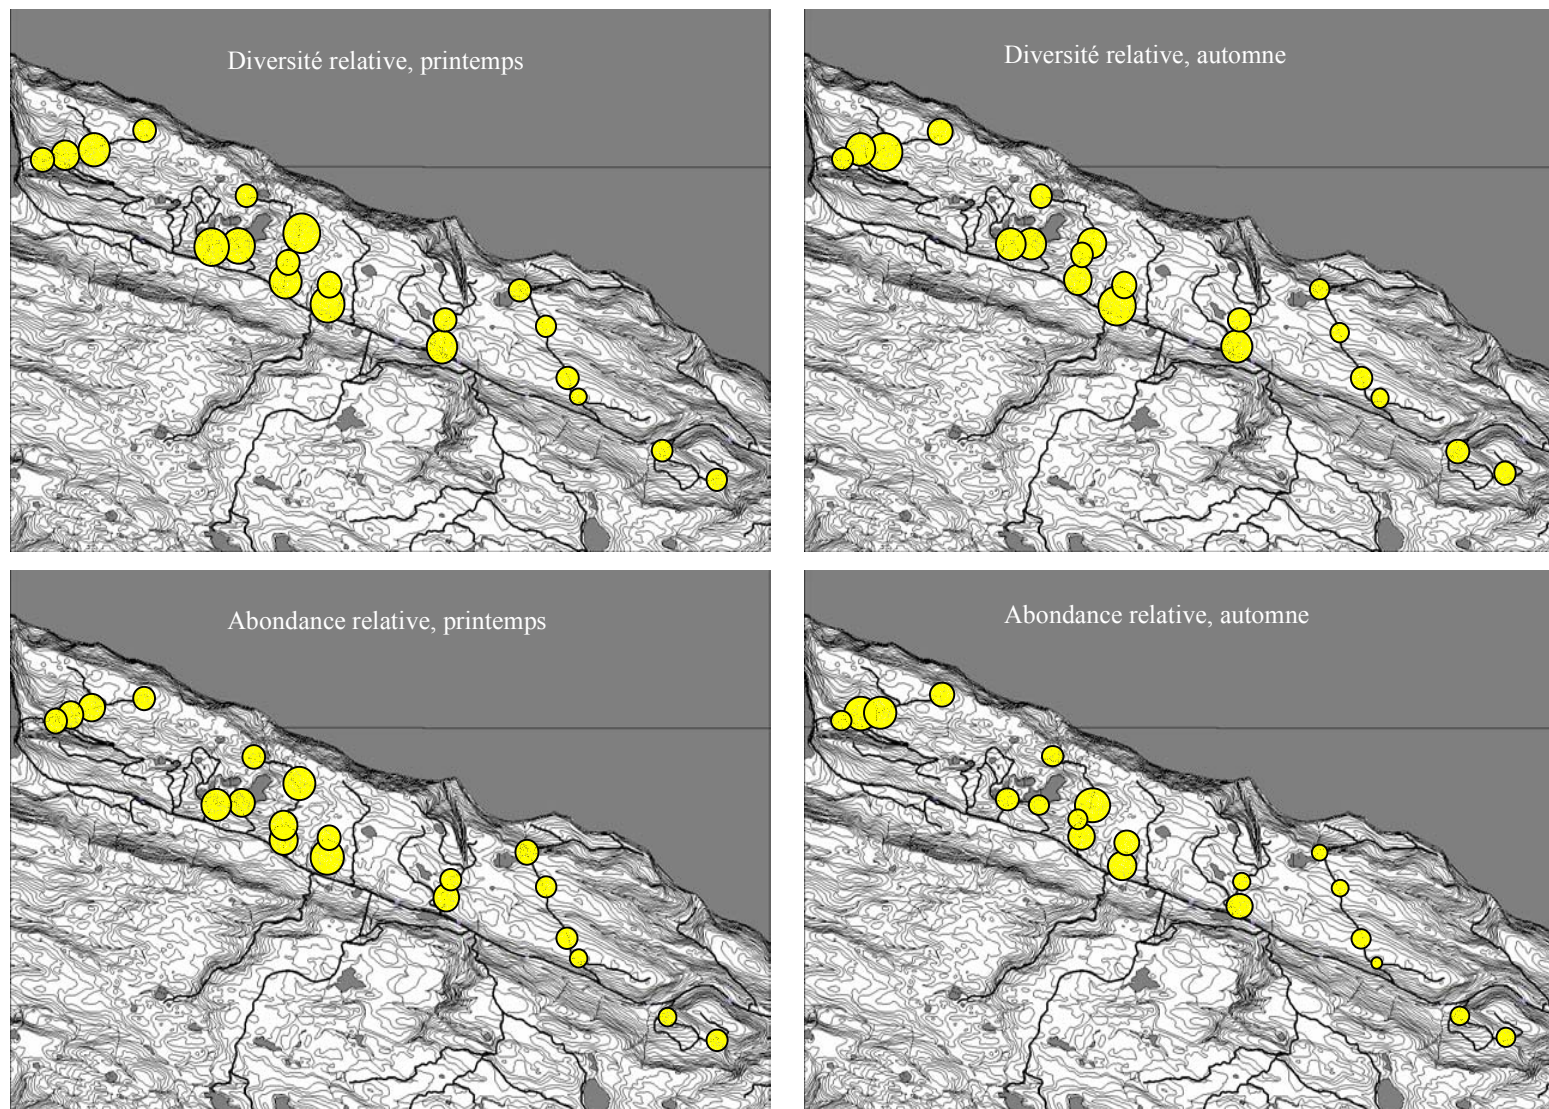 Diversité relative, printemps
Diversité relative, automne
Abondance relative, printemps
Abondance relative, automne